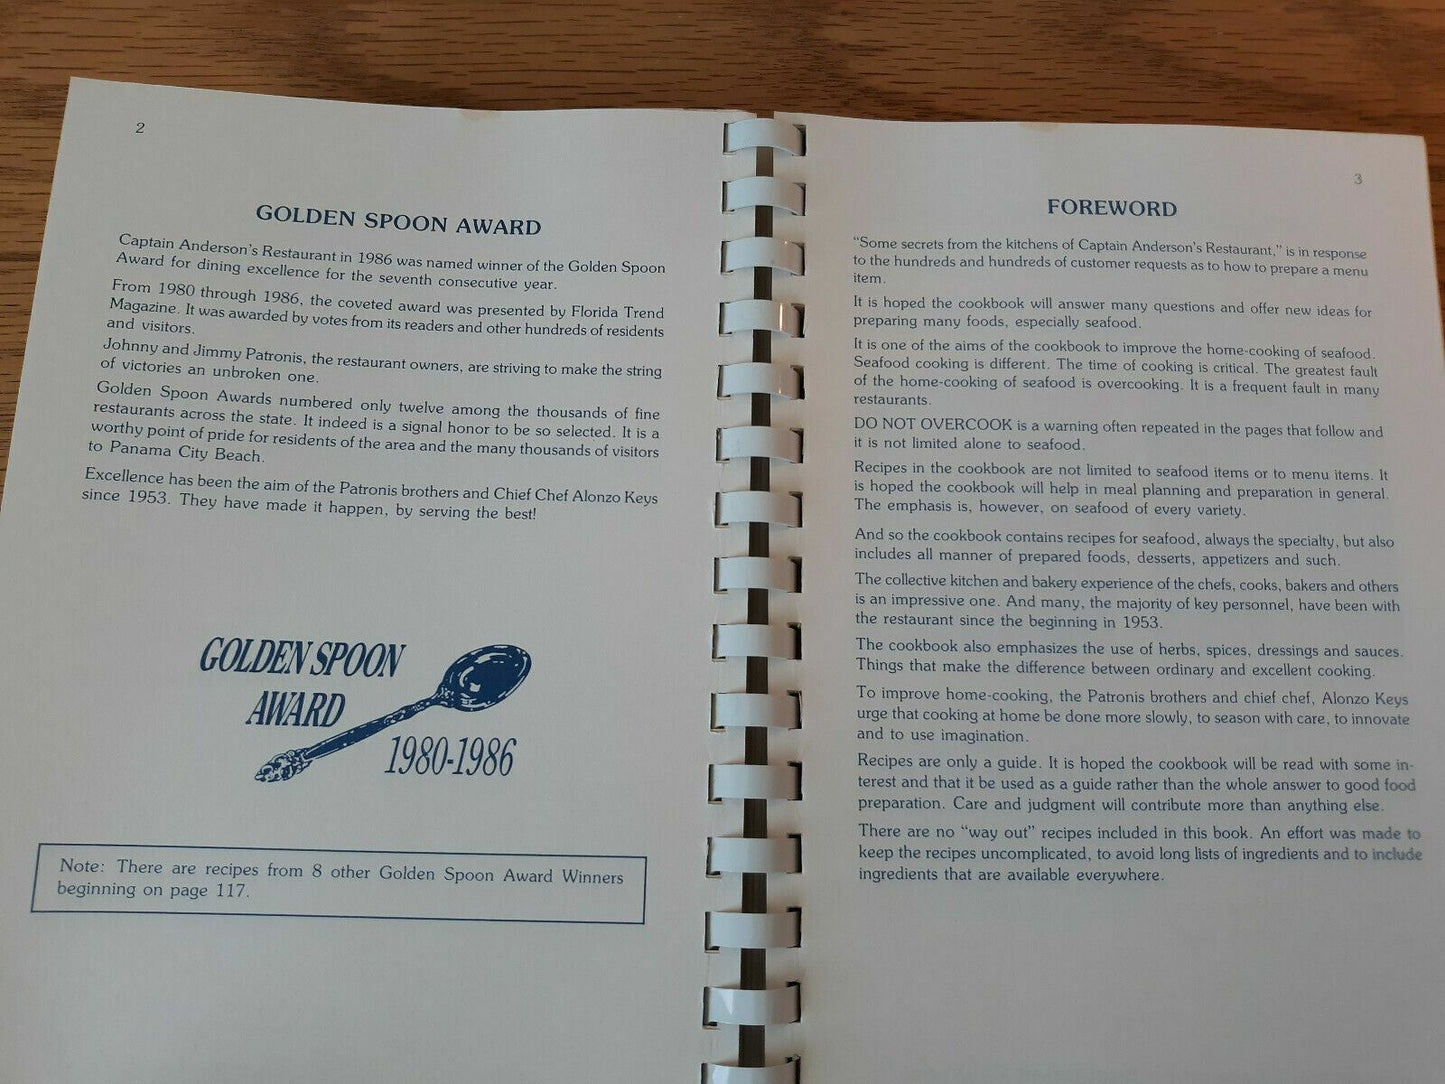 2
GOLDEN SPOON AWARD
Captain Anderson's Restaurant in 1986 was named winner of the Golden Spoon
Award for dining excellence for the seventh consecutive year.
From 1980 through 1986, the coveted award was presented by Florida Trend
Magazine. It was awarded by votes from its readers and other hundreds of residents
and visitors.
Johnny and Jimmy Patronis, the restaurant owners, are striving to make the string
of victories an unbroken one.
Golden Spoon Awards numbered only twelve among the thousands of fine
restaurants across the state. It indeed is a signal honor to be so selected. It is a
worthy point of pride for residents of the area and the many thousands of visitors
to Panama City Beach.
Excellence has been the aim of the Patronis brothers and Chief Chef Alonzo Keys
since 1953. They have made it happen, by serving the best!
GOLDEN SPOON
AWARD
1980-1986
Note: There are recipes from 8 other Golden Spoon Award Winners
beginning on page 117.
3
FOREWORD
"Some secrets from the kitchens of Captain Anderson's Restaurant," is in response
to the hundreds and hundreds of customer requests as to how to prepare a menu
item.
It is hoped the cookbook will answer many questions and offer new ideas for
preparing many foods, especially seafood.
It is one of the aims of the cookbook to improve the home-cooking of seafood.
Seafood cooking is different. The time of cooking is critical. The greatest fault
of the home-cooking of seafood is overcooking. It is a frequent fault in many
restaurants.
DO NOT OVERCOOK is a warning often repeated in the pages that follow and
it is not limited alone to seafood.
Recipes in the cookbook are not limited to seafood items or to menu items. It
is hoped the cookbook will help in meal planning and preparation in general.
The emphasis is, however, on seafood of every variety.
And so the cookbook contains recipes for seafood, always the specialty, but also
includes all manner of prepared foods, desserts, appetizers and such.
The collective kitchen and bakery experience of the chefs, cooks, bakers and others
is an impressive one. And many, the majority of key personnel, have been with
the restaurant since the beginning in 1953.
The cookbook also emphasizes the use of herbs, spices, dressings and sauces.
Things that make the difference between ordinary and excellent cooking.
To improve home-cooking, the Patronis brothers and chief chef, Alonzo Keys
urge that cooking at home be done more slowly, to season with care, to innovate
and to use imagination.
Recipes are only a guide. It is hoped the cookbook will be read with some in-
terest and that it be used as a guide rather than the whole answer to good food
preparation. Care and judgment will contribute more than anything else.
There are no "way out" recipes included in this book. An effort was made to
keep the recipes uncomplicated, to avoid long lists of ingredients and to include
ingredients that are available everywhere.